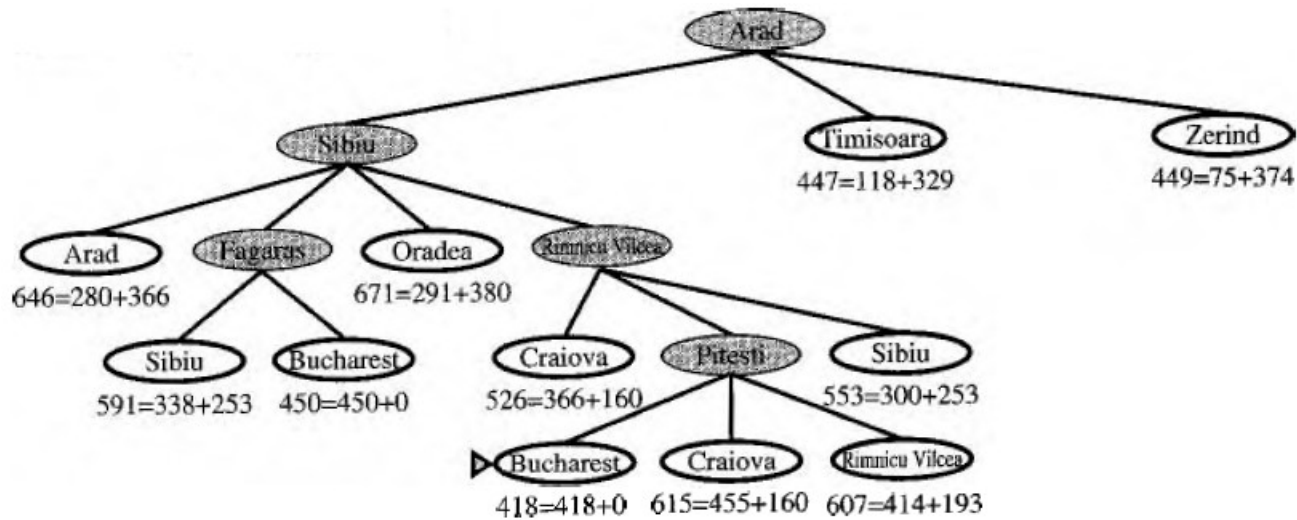 Arad
Sibiu
Timisoara
Zerind
447=118+329
449=75+374
Arad
Fagaras
Oradea
Rimnicu Vilcea
646=280+366
671=291+380
Sibiu
Bucharest
Craiova
Pitesti
Sibiu
591=338+253
450=450+0
526=366+160
553=300+253
Bucharest
Craiova
Rimnicu Vilcea
418=418+0
615=455+160
607=414+193